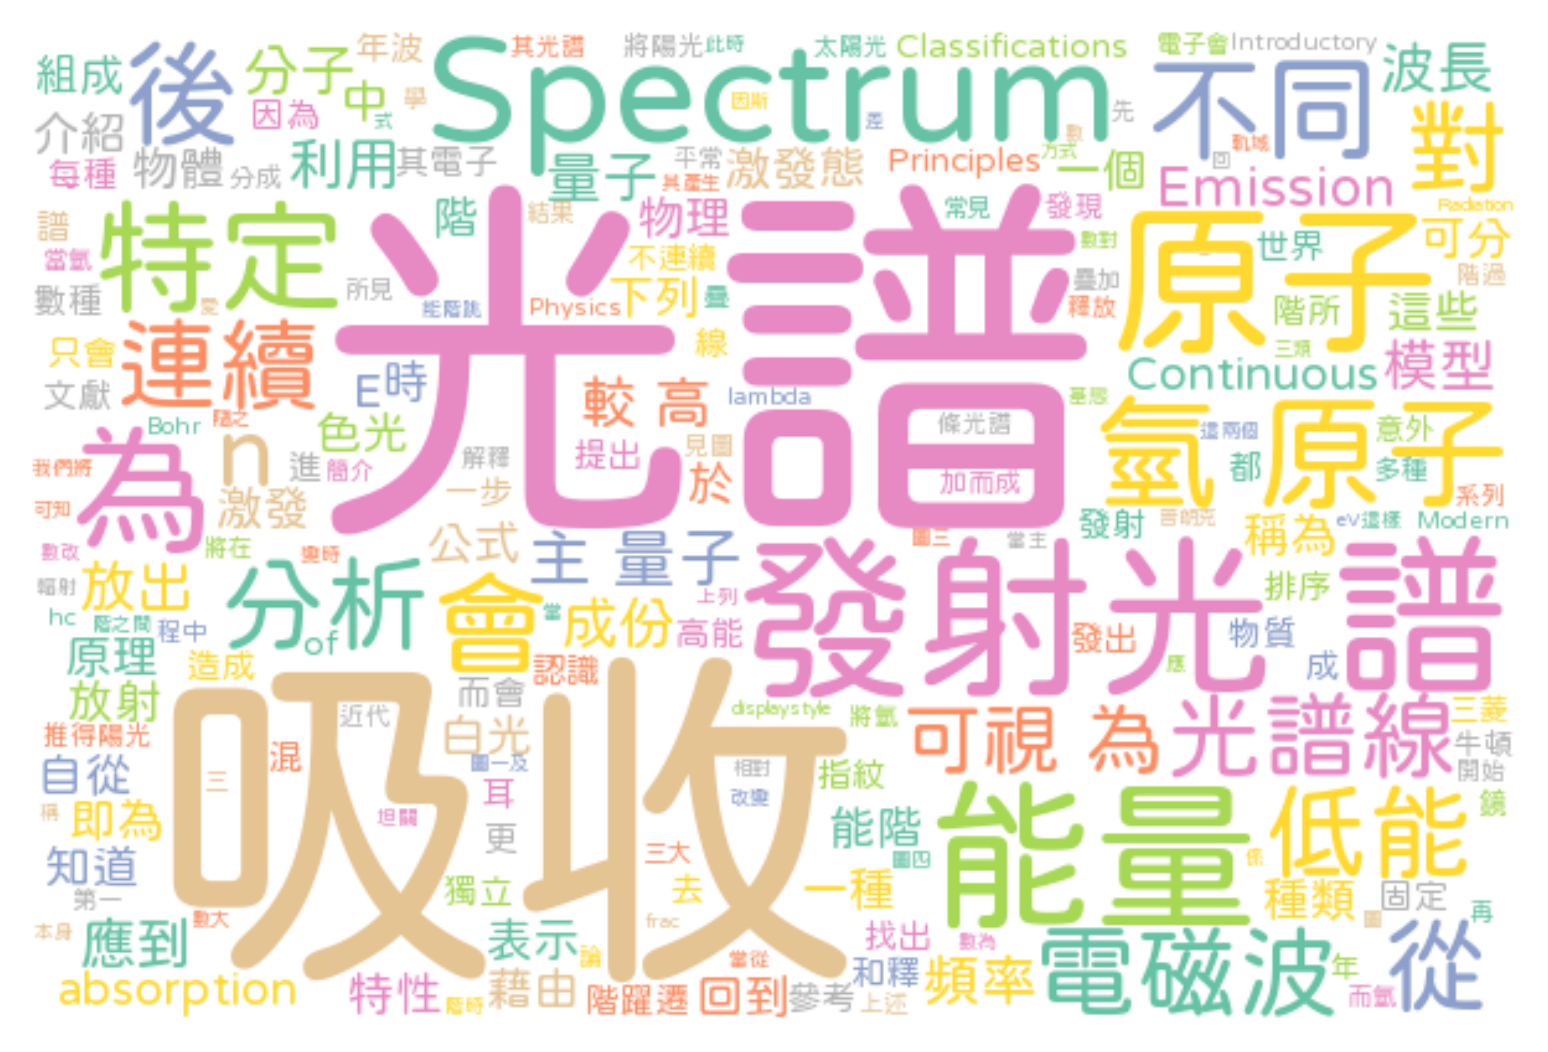 組成 後 分子 年波 Spectrum 其光譜 將陽光 此時 太陽光 Classifications 電子會 Introductory 波長
介紹 因為 中 學 式 因斯 差 先 不同 對
每種 物體 分成 利用 其電子 量子 平常 其產生 激發態 Principles 數 方式 一個 回 軌域 Emission Radiation
譜 特定 階 結果 物理 常見 發現 數對 原子 世界 可分
當氫 數種 愛 所見 能階跳 Physics 不連續 下列 疊 光譜 疊加 釋放 階所 這些 階過
只會 連續 E時 線 三類 Continuous 模型
文獻 較 高 lambda 基態
Bohr 階之 n 色光 提出 見圖 條光譜 氫 原子 這兩個 意外
我們將 為 進 簡介 解釋 於 加而成 都 多種 系列
可知 激發 一步 發射 普朗克 稱為 eV這樣 Modern
數改 將在 變時 公式 主 量子 圖三 當主
輻射 放出 分析 會 當 成份 上列 發射光譜 排序
hc 階之間 程中 of 高能 發出 物質
原理 造成 認識 應 成
放射 而會 近代 displaystyle 將氫 可視 為 光譜線 三菱
推得陽光 混 白光 牛頓
自從 三 吸收 圖一及 相對 指紋 開始
稱 即為 坦關 耳 改變 能階 能量 低能 鏡
知道 更 三大 圖四 係
第一 獨立 去 一種 種類 固定
本身 應到 數大 表示 frac 找出 數為 電磁波 圖 從 再
absorption 特性 階時 藉由 論 階躍遷 當從 回到 參考 和釋 上述 頻率 年 而氫